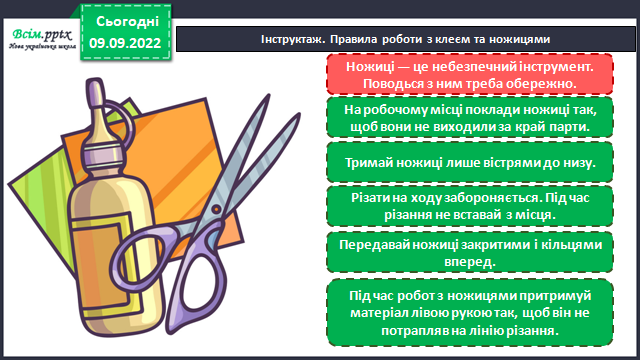 Всім.pptx
Нова українська школа
Сьогодні
09.09.2022
Інструктаж. Правила роботи з клеєм та ножицями
Ножиці — це небезпечний інструмент.
Поводься з ним треба обережно.
На робочому місці поклади ножиці так,
щоб вони не виходили за край парти.
Тримай ножиці лише вістрями до низу.
Різати на ходу забороняється. Під час
різання не вставай з місця.
Передавай ножиці закритими і кільцями
вперед.
Під час робот з ножицями притримуй
матеріал лівою рукою так, щоб він не
потрапляв на лінію різання.